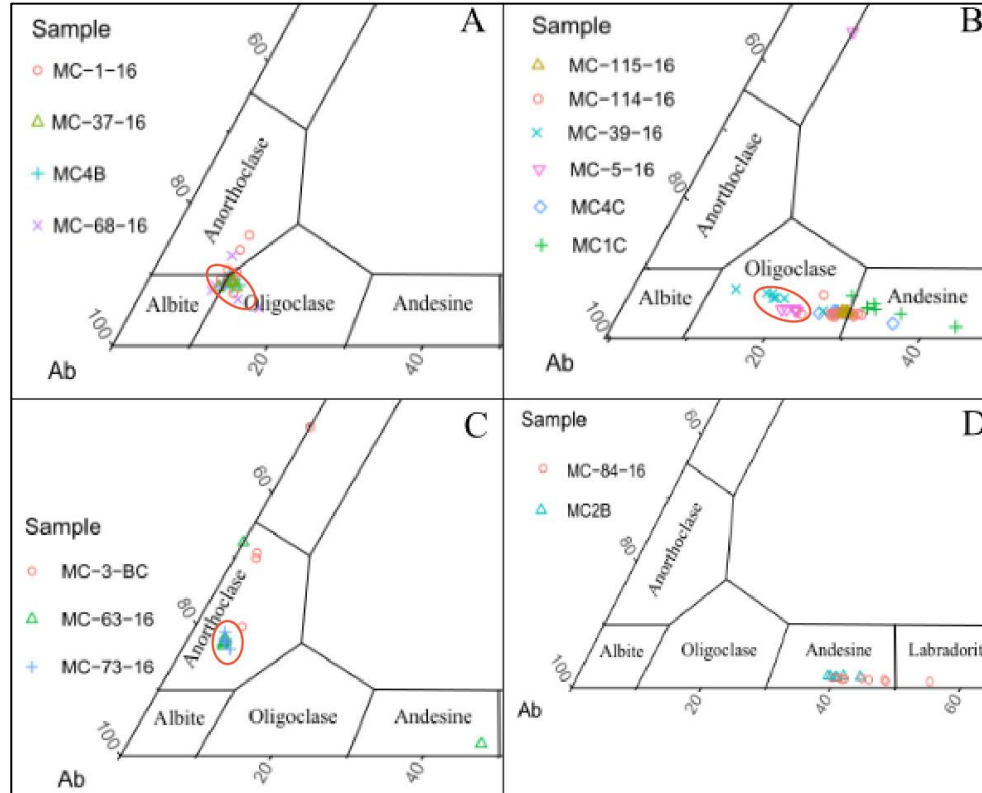 A
Sample
MC-1-16
MC-37-16
MC4B
MC-68-16
60
80
100
Anorthoclase
Albite
Oligoclase
Andesine
Ab
20
40
B
Sample
MC-115-16
MC-114-16
MC-39-16
MC-5-16
MC4C
MC1C
60
80
100
Anorthoclase
Oligoclase
Albite
Andesine
Ab
20
40
C
Sample
MC-3-BC
MC-63-16
MC-73-16
60
80
100
Anorthoclase
Albite
Oligoclase
Andesine
Ab
20
40
D
Sample
MC-84-16
MC2B
60
80
100
Anorthoclase
Albite
Oligoclase
Andesine
Labradorit
Ab
20
40
60